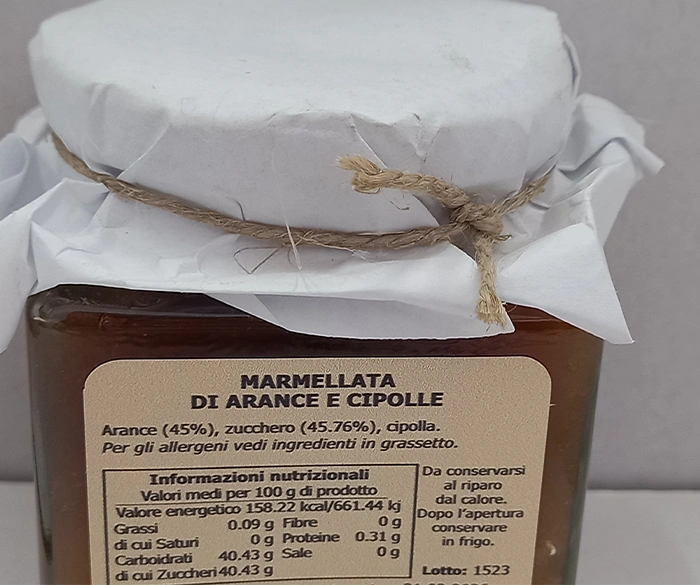 MARMELLATA
DI ARANCE E CIPOLLE
Arance (45%), zucchero (45.76%), cipolla.
Per gli allergeni vedi ingredienti in grassetto.
Informazioni nutrizionali
Valori medi per 100 g di prodotto
Valore energetico 158.22 kcal/661.44 kj
Grassi 0.09 g Fibre 0 g
di cui Saturi 0 g Proteine 0.31 g
Carboidrati 40.43 g Sale 0 g
di cui Zuccheri 40.43 g
Da conservarsi
al riparo
dal calore.
Dopo l'apertura
conservare
in frigo.
Lotto: 1523